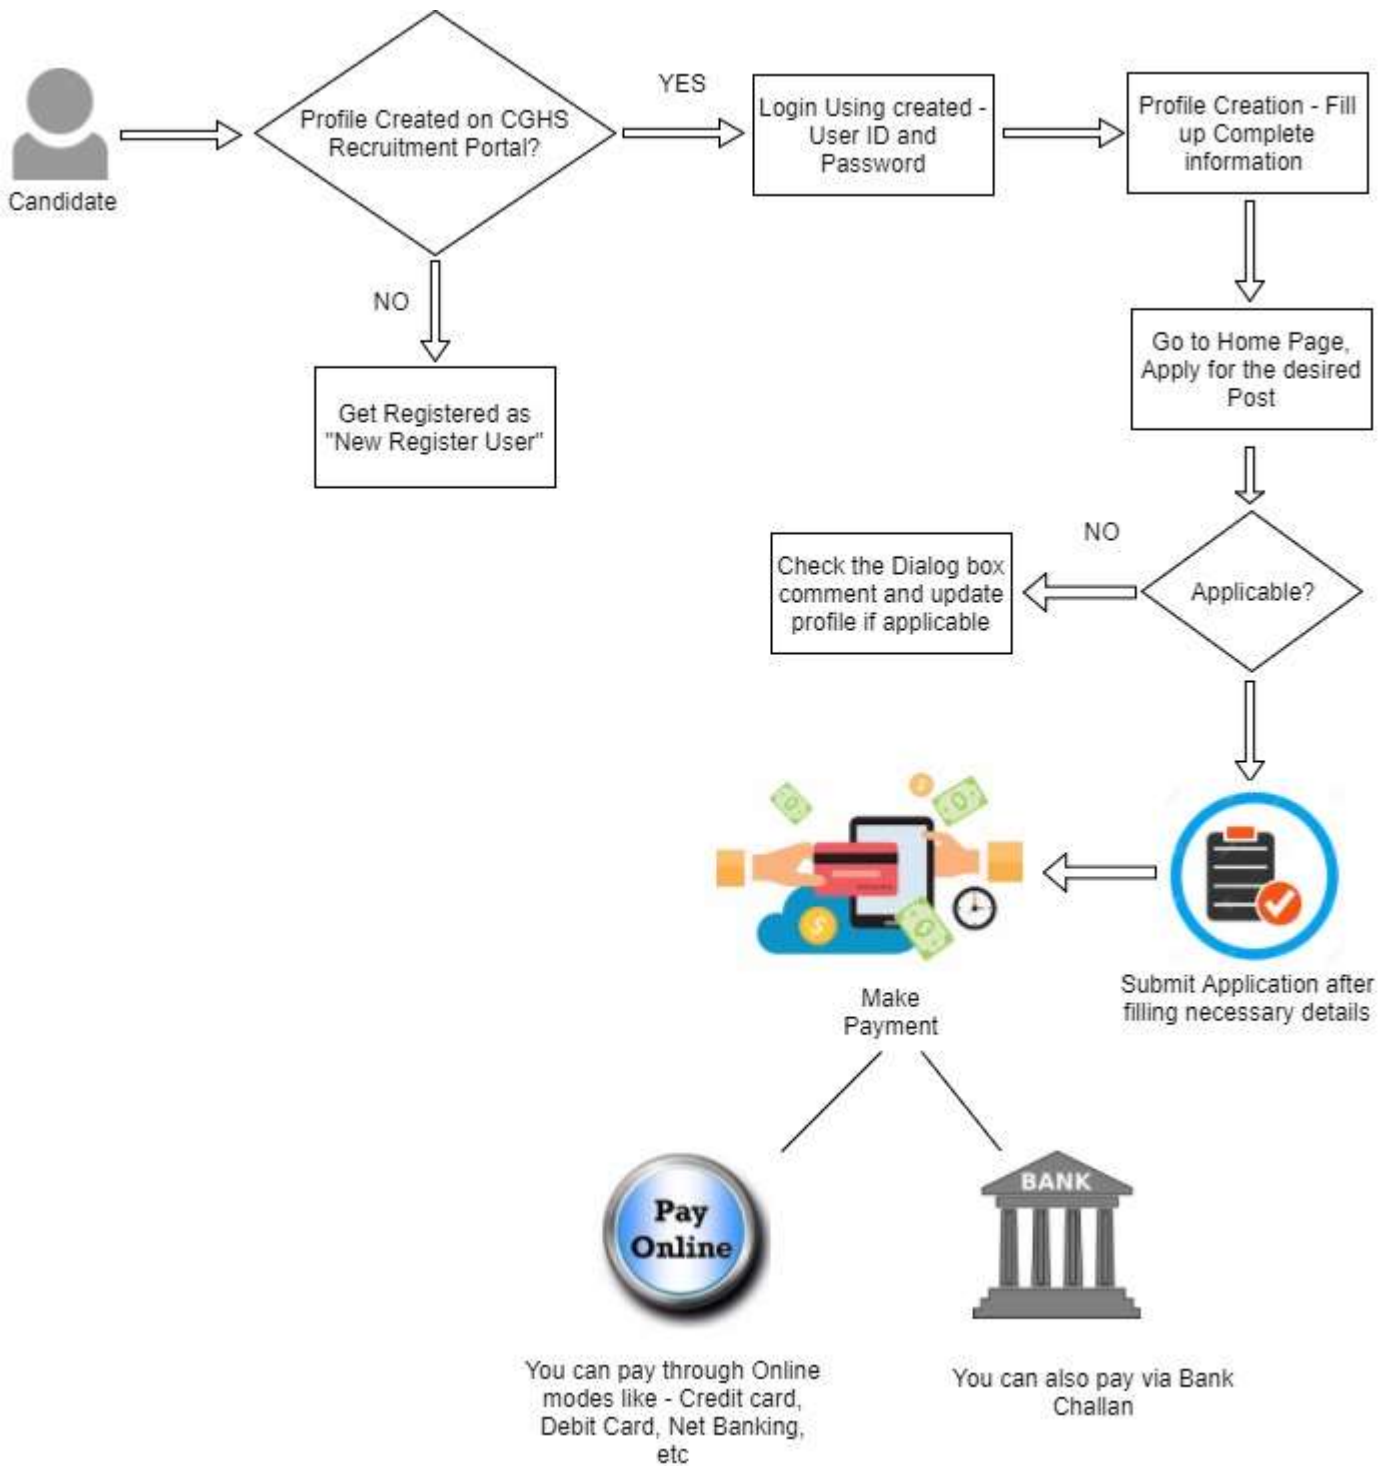 Candidate
Profile Created on CGHS
Recruitment Portal?
YES
Login Using created -
User ID and
Password
Profile Creation - Fill
up Complete
information
NO
Get Registered as
"New Register User"
Go to Home Page,
Apply for the desired
Post
Applicable?
NO
Check the Dialog box
comment and update
profile if applicable
Submit Application after
filling necessary details
Make
Payment
Pay
Online
BANK
You can pay through Online
modes like - Credit card,
Debit Card, Net Banking,
etc
You can also pay via Bank
Challan